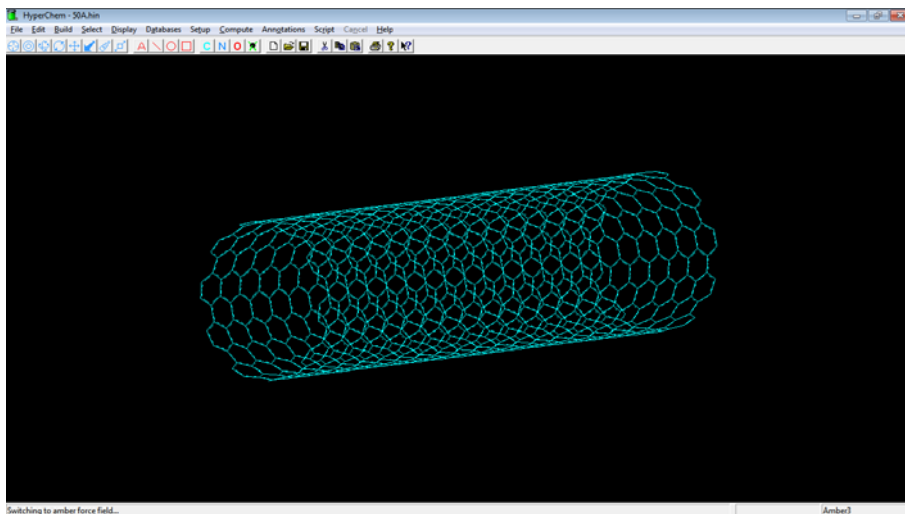 HyperChem - 50A.hin
File Edit Build Select Display Databases Setup Compute Annotations Script Cancel Help
A C N O
Switching to amber force field... Amber3